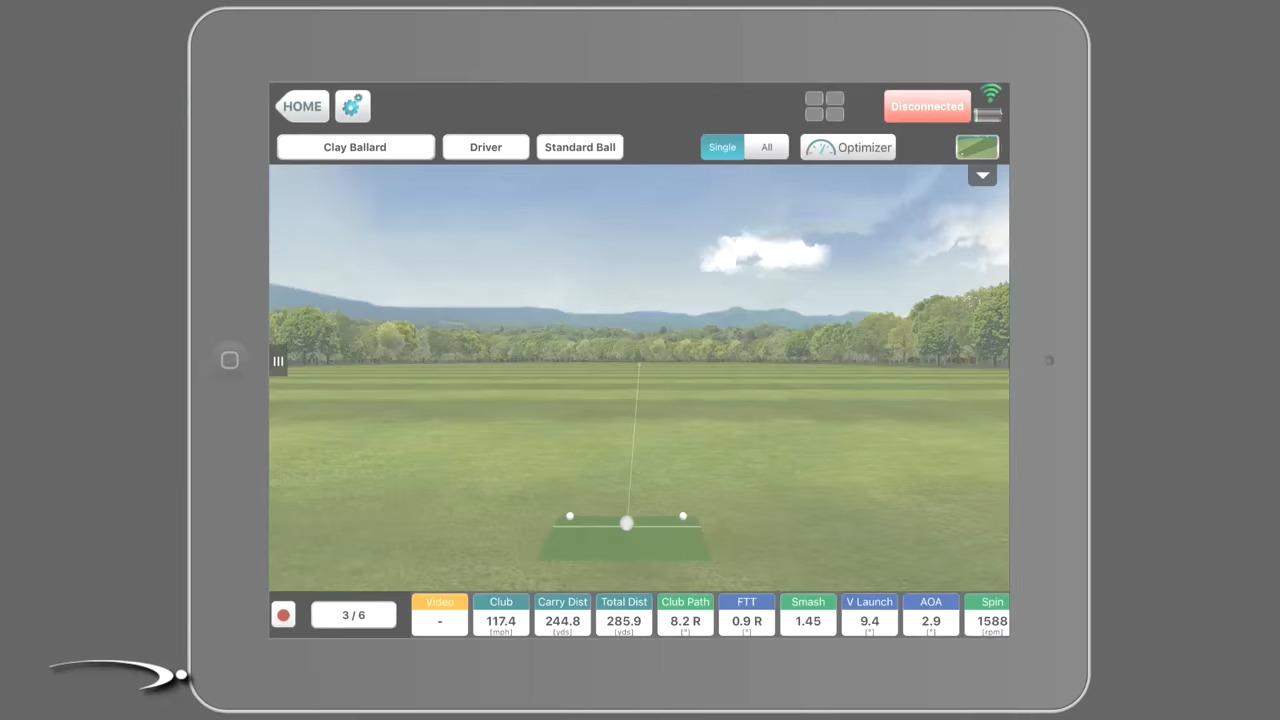 HOME
Disconnected
Clay Ballard
Driver
Standard Ball
Single
All
Optimizer
3 / 6
Video Club Carry Dist Total Dist Club Path FTT Smash V Launch AOA Spin
- 117.4 244.8 285.9 8.2 R 0.9 R 1.45 9.4 2.9 1588
[mph] [yds] [yds] [°] [°] [°] [°] [rpm]